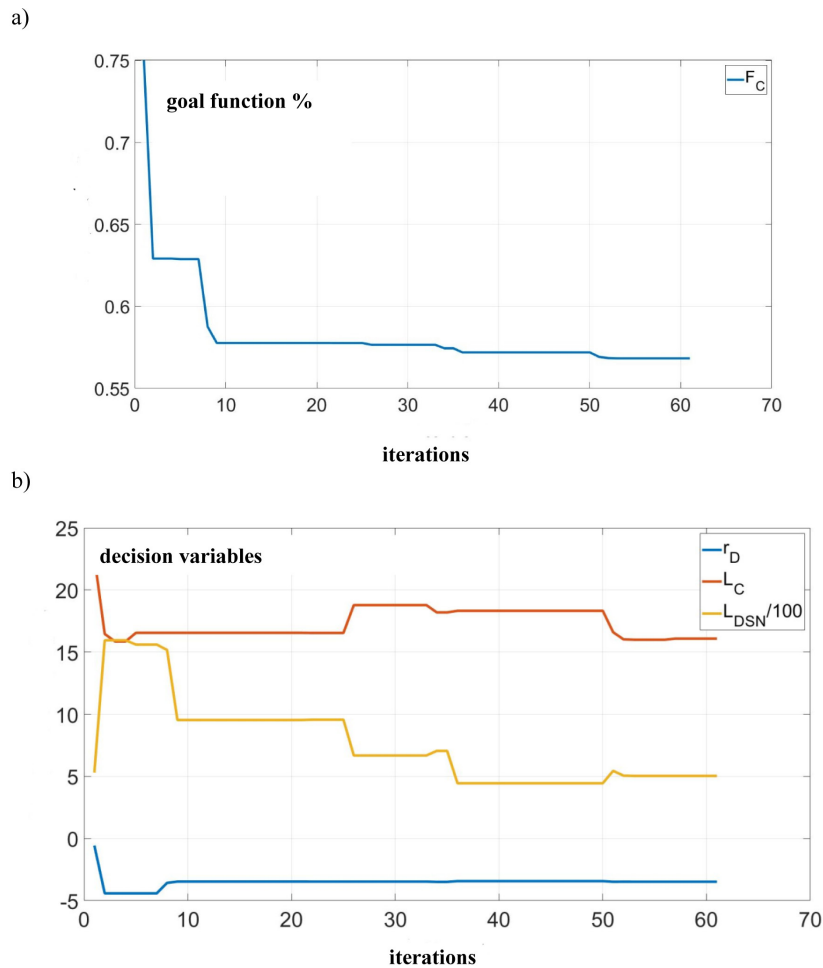 a)
0.75
F_C
goal function %
0.7
0.65
0.6
0.55
0 10 20 30 40 50 60 70
iterations
b)
25
decision variables
r_D
20
L_C
L_DSN/100
15
10
5
0
-5
0 10 20 30 40 50 60 70
iterations